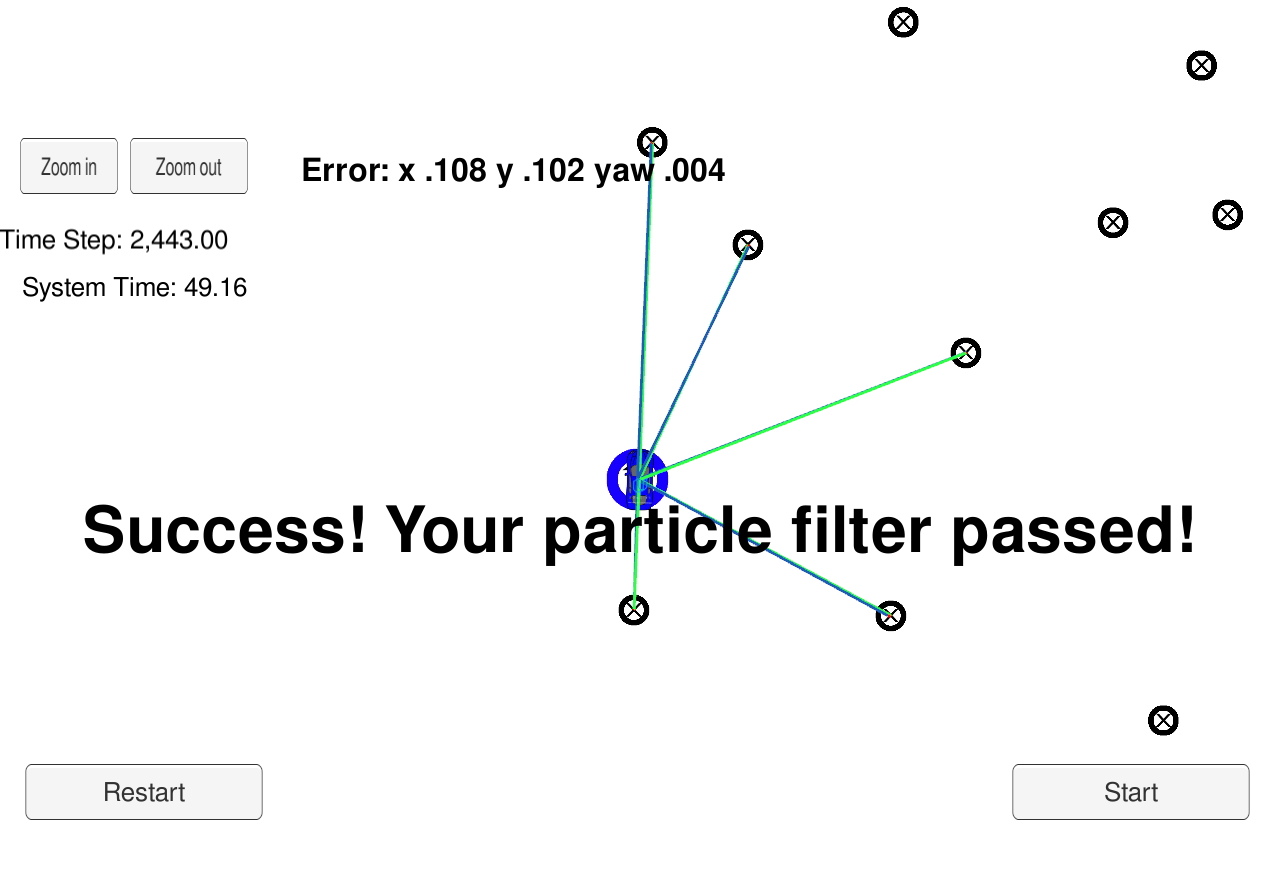 Zoom in
Zoom out
Error: x .108 y .102 yaw .004
Time Step: 2,443.00
System Time: 49.16
Success! Your particle filter passed!
Restart
Start